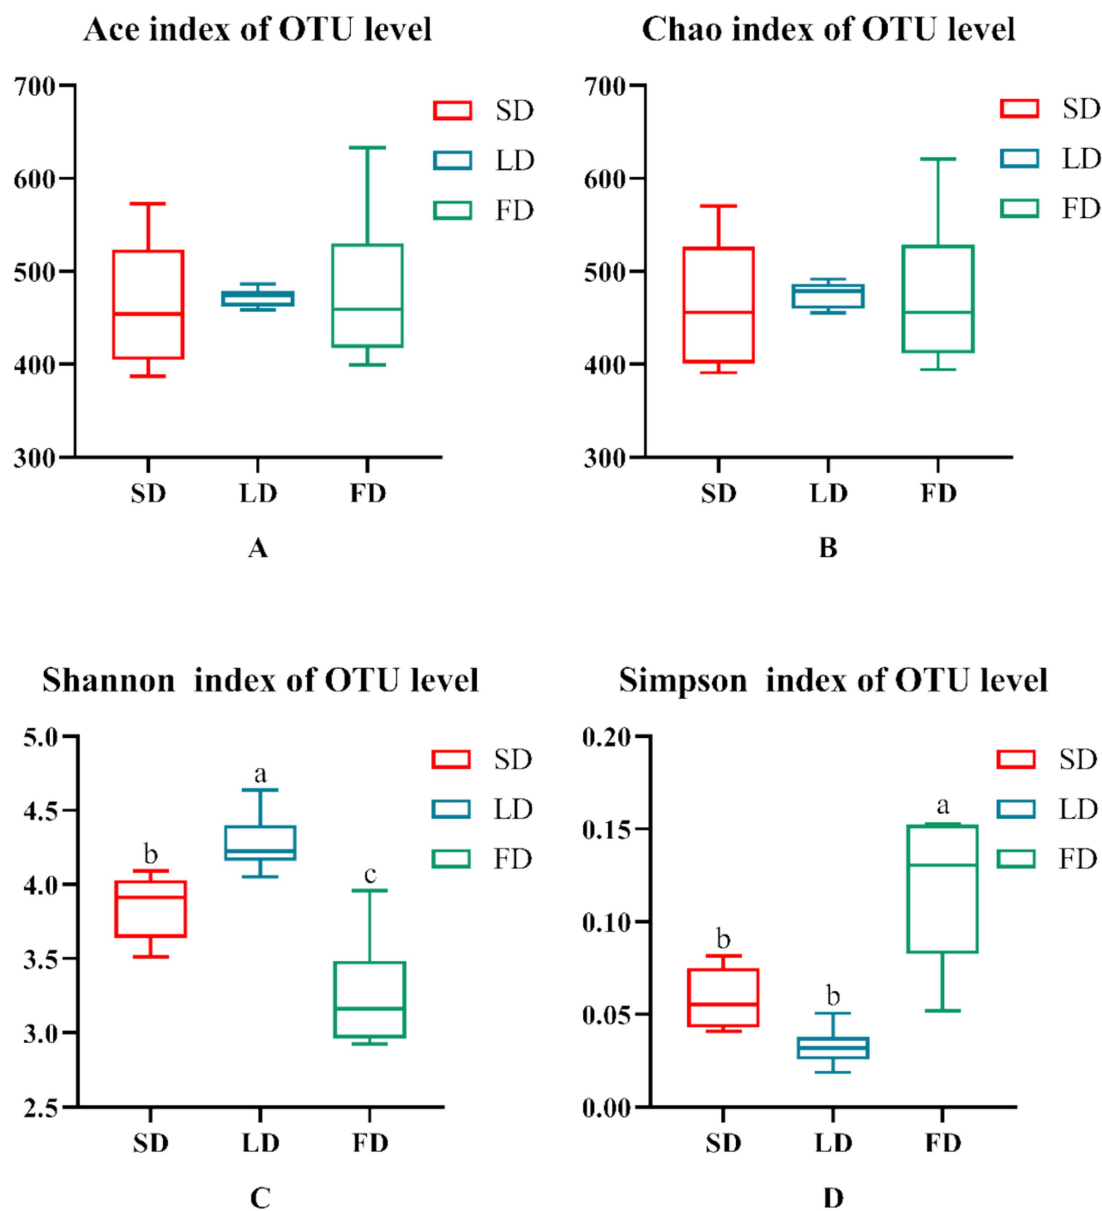 Ace index of OTU level
700
600
500
400
300
SD
LD
FD
SD
LD
FD
A
Chao index of OTU level
700
600
500
400
300
SD
LD
FD
SD
LD
FD
B
Shannon index of OTU level
5.0
4.5
4.0
3.5
3.0
2.5
b
a
c
SD
LD
FD
SD
LD
FD
C
Simpson index of OTU level
0.20
0.15
0.10
0.05
0.00
b
b
a
SD
LD
FD
SD
LD
FD
D